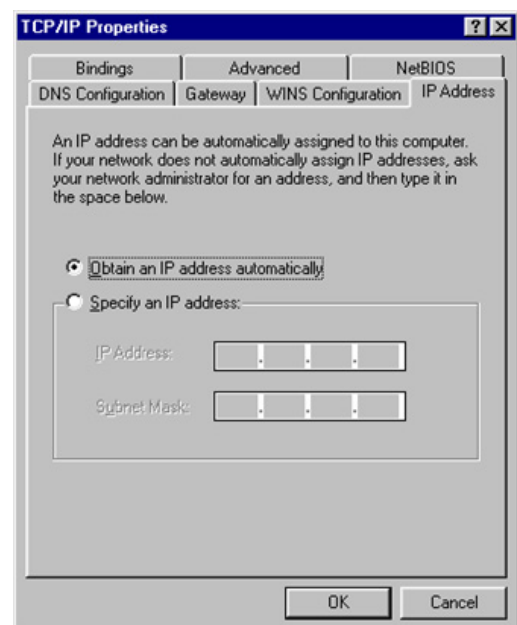 TCP/IP Properties
? X
Bindings Advanced NetBIOS
DNS Configuration Gateway WINS Configuration IP Address
An IP address can be automatically assigned to this computer.
If your network does not automatically assign IP addresses, ask
your network administrator for an address, and then type it in
the space below.
Obtain an IP address automatically
Specify an IP address:
IP Address:
. . .
Subnet Mask:
. . .
OK Cancel